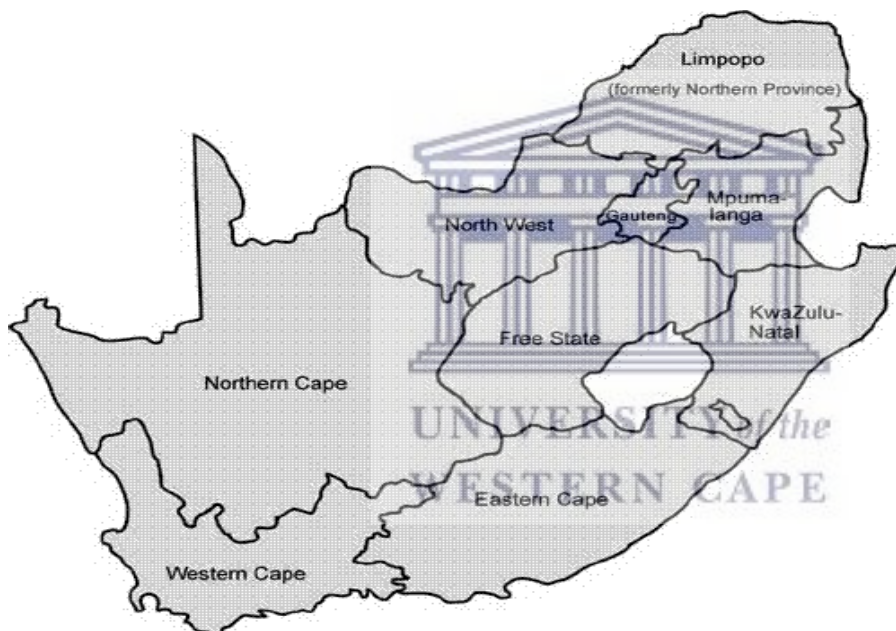 Limpopo
(formerly Northern Province)
Mpuma-
langa
Gauteng
North West
KwaZulu-
Natal
Free State
Northern Cape
UNIVERSITY of the
WESTERN CAPE
Eastern Cape
Western Cape